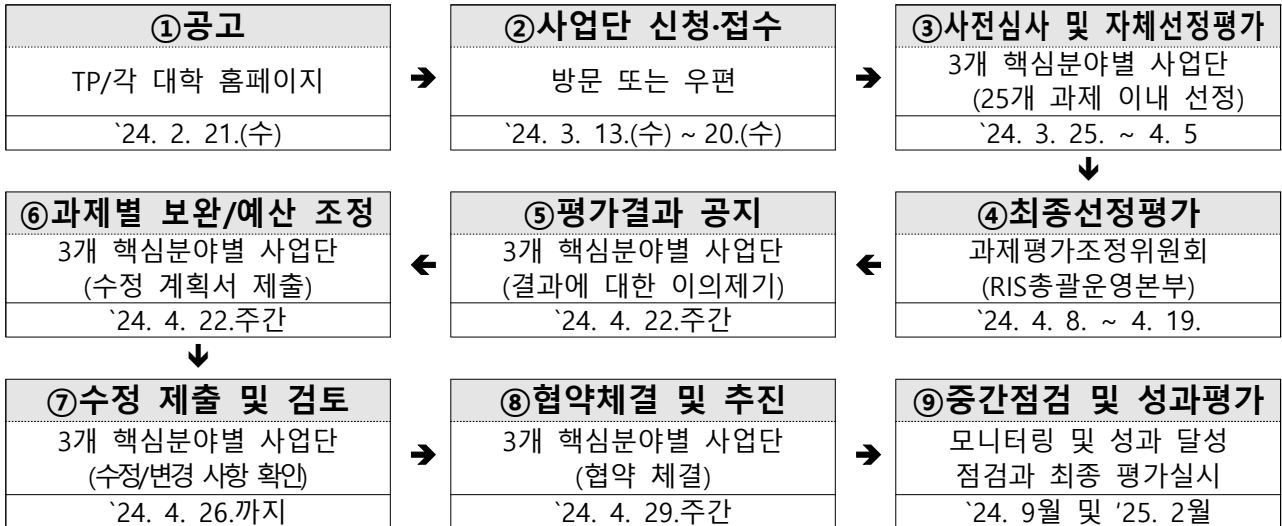 ①공고
TP/각 대학 홈페이지
`24. 2. 21.(수)
②사업단 신청·접수
방문 또는 우편
`24. 3. 13.(수) ~ 20.(수)
③사전심사 및 자체선정평가
3개 핵심분야별 사업단
(25개 과제 이내 선정)
`24. 3. 25. ~ 4. 5
④최종선정평가
과제평가조정위원회
(RIS총괄운영본부)
`24. 4. 8. ~ 4. 19.
⑤평가결과 공지
3개 핵심분야별 사업단
(결과에 대한 이의제기)
`24. 4. 22.주간
⑥과제별 보완/예산 조정
3개 핵심분야별 사업단
(수정 계획서 제출)
`24. 4. 22.주간
⑦수정 제출 및 검토
3개 핵심분야별 사업단
(수정/변경 사항 확인)
`24. 4. 26.까지
⑧협약체결 및 추진
3개 핵심분야별 사업단
(협약 체결)
`24. 4. 29.주간
⑨중간점검 및 성과평가
모니터링 및 성과 달성
점검과 최종 평가실시
`24. 9월 및 '25. 2월